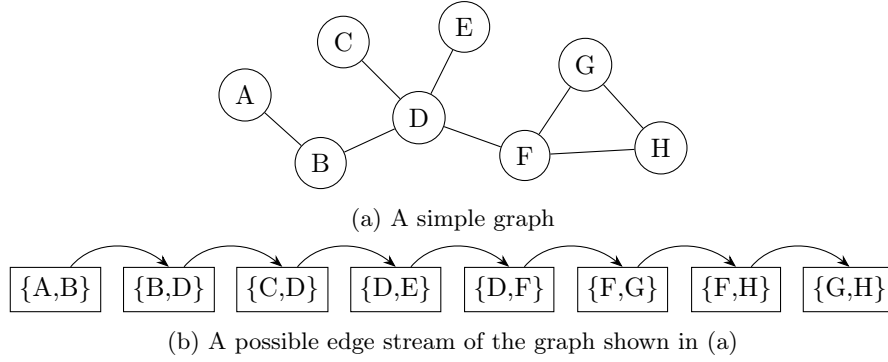 E
C
G
A
D
H
F
B
(a) A simple graph
{A,B} {B,D} {C,D} {D,E} {D,F} {F,G} {F,H} {G,H}
(b) A possible edge stream of the graph shown in (a)